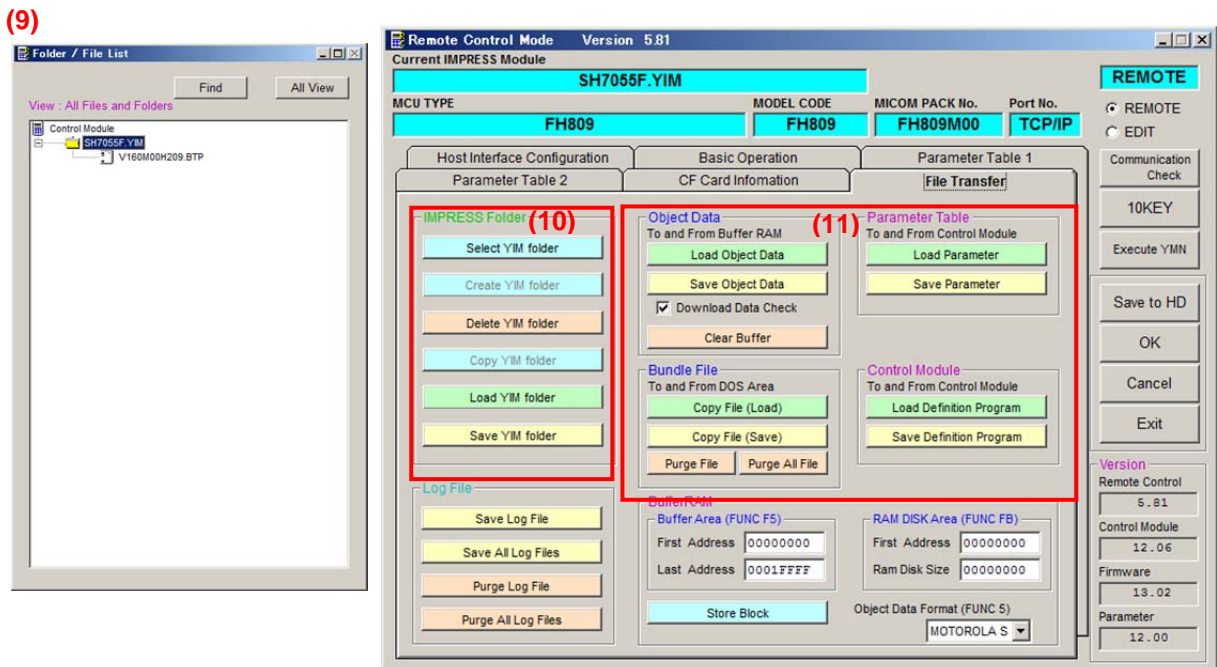 (9)
Folder / File List
Find
All View
View : All Files and Folders
Control Module
SH7055F.YIM
V160M00H209.BTP
Remote Control Mode Version 5.81
Current IMPRESS Module
SH7055F.YIM
REMOTE
MCU TYPE
MODEL CODE
MICOM PACK No.
Port No.
FH809
FH809
FH809M00
TCP/IP
REMOTE
EDIT
Host Interface Configuration
Basic Operation
Parameter Table 1
Parameter Table 2
CF Card Infomation
File Transfer
Communication
Check
10KEY
Execute YMN
Save to HD
OK
Cancel
Exit
IMPRESS Folder
(10)
Select YIM folder
Create YIM folder
Delete YIM folder
Copy YIM folder
Load YIM folder
Save YIM folder
Object Data
(11)
To and From Buffer RAM
Load Object Data
Save Object Data
Download Data Check
Clear Buffer
Parameter Table
To and From Control Module
Load Parameter
Save Parameter
Bundle File
To and From DOS Area
Copy File (Load)
Copy File (Save)
Purge File
Purge All File
Control Module
To and From Control Module
Load Definition Program
Save Definition Program
Log File
Save Log File
Save All Log Files
Purge Log File
Purge All Log Files
BufferRAM
Buffer Area (FUNC F5)
First Address 00000000
Last Address 0001FFFF
RAM DISK Area (FUNC FB)
First Address 00000000
Ram Disk Size 00000000
Store Block
Object Data Format (FUNC 5)
MOTOROLA S
Version
Remote Control
5.81
Control Module
12.06
Firmware
13.02
Parameter
12.00